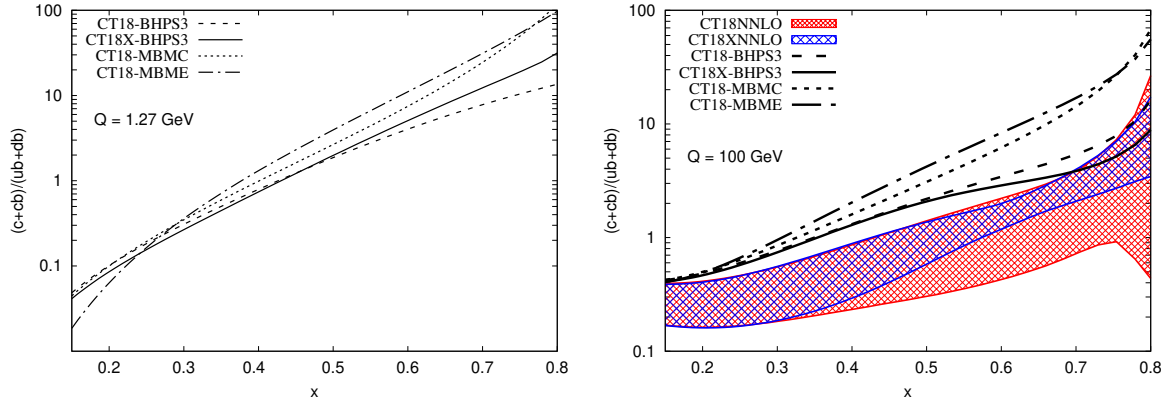 100
10
1
0.1
0.2
0.3
0.4
0.5
0.6
0.7
0.8
(c+cb)/(ub+db)
x
CT18-BHPS3
CT18X-BHPS3
CT18-MBMC
CT18-MBME
Q = 1.27 GeV
100
10
1
0.1
0.2
0.3
0.4
0.5
0.6
0.7
0.8
(c+cb)/(ub+db)
x
CT18NNLO
CT18XNNLO
CT18-BHPS3
CT18X-BHPS3
CT18-MBMC
CT18-MBME
Q = 100 GeV